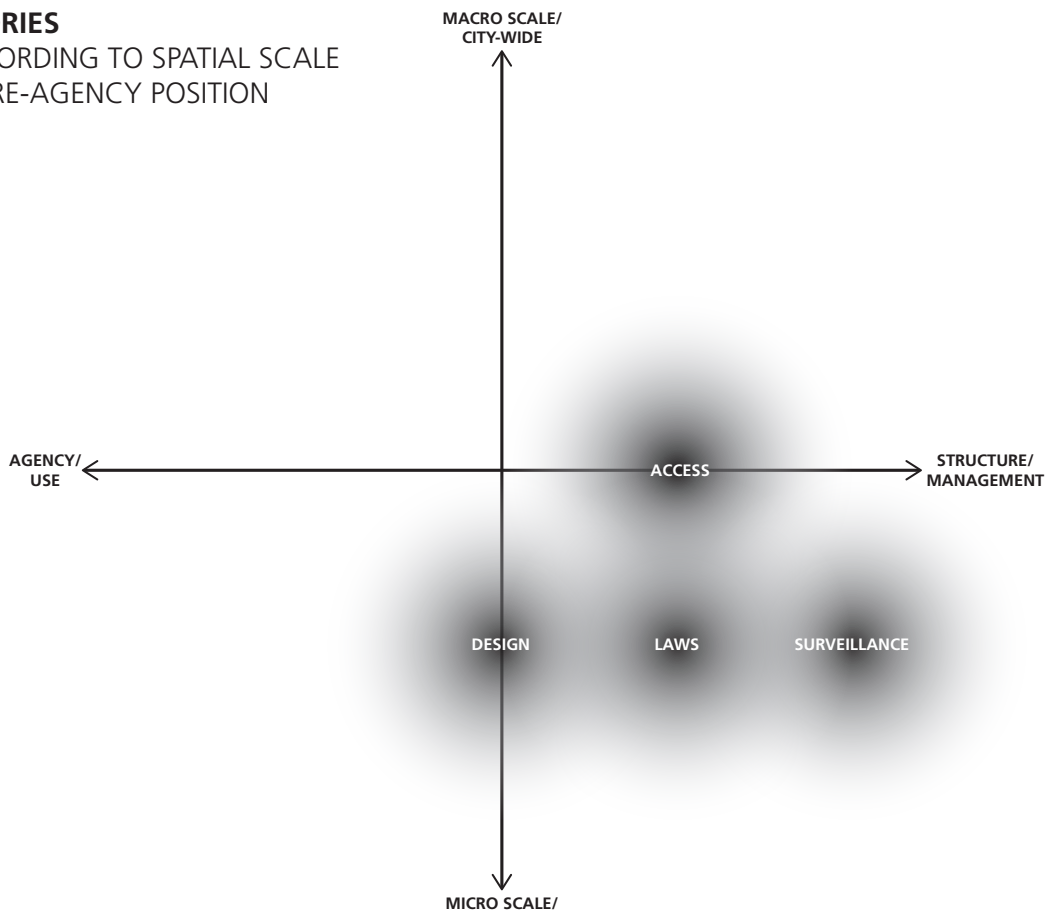 RIES
ORDING TO SPATIAL SCALE
RE-AGENCY POSITION
MACRO SCALE/
CITY-WIDE
AGENCY/
USE
ACCESS
STRUCTURE/
MANAGEMENT
DESIGN
LAWS
SURVEILLANCE
MICRO SCALE/